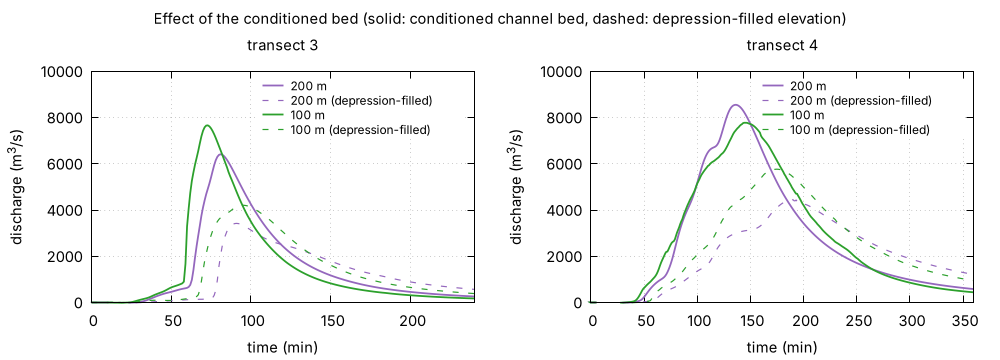 Effect of the conditioned bed (solid: conditioned channel bed, dashed: depression-filled elevation)
transect 3
10000
8000
6000
4000
2000
0
0 50 100 150 200
discharge (m³/s)
time (min)
200 m
200 m (depression-filled)
100 m
100 m (depression-filled)
transect 4
10000
8000
6000
4000
2000
0
0 50 100 150 200 250 300 350
discharge (m³/s)
time (min)
200 m
200 m (depression-filled)
100 m
100 m (depression-filled)